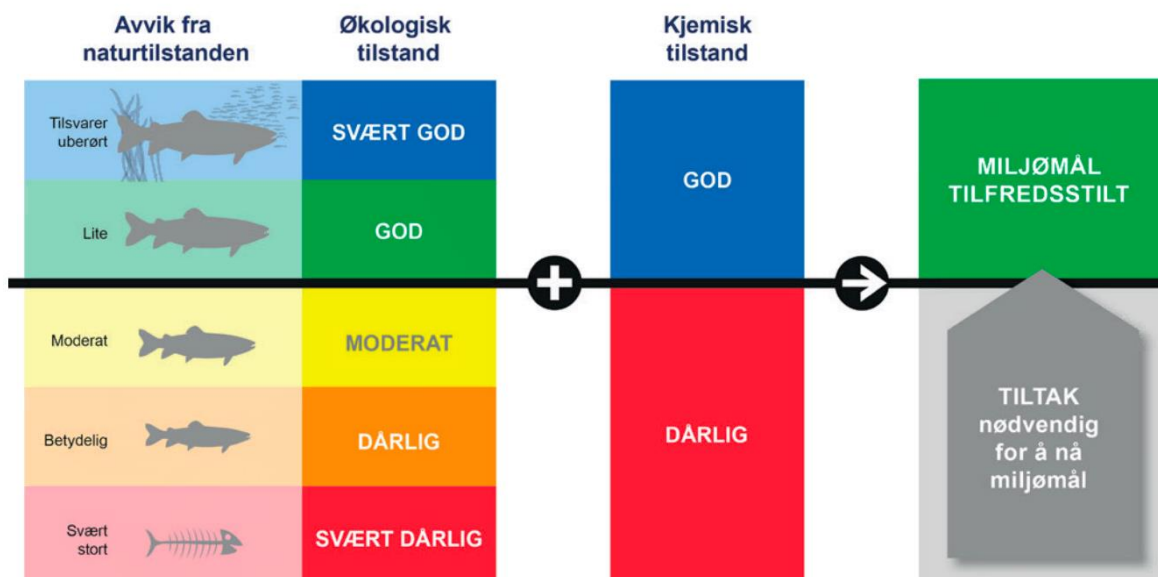 Avvik fra
naturtilstanden
Økologisk
tilstand
Kjemisk
tilstand
Tilsvarer
uberørt
SVÆRT GOD
Lite
GOD
Moderat
MODERAT
Betydelig
DÅRLIG
Svært
stort
SVÆRT DÅRLIG
GOD
DÅRLIG
MILJØMÅL
TILFREDSSTILT
TILTAK
nødvendig
for å nå
miljømål